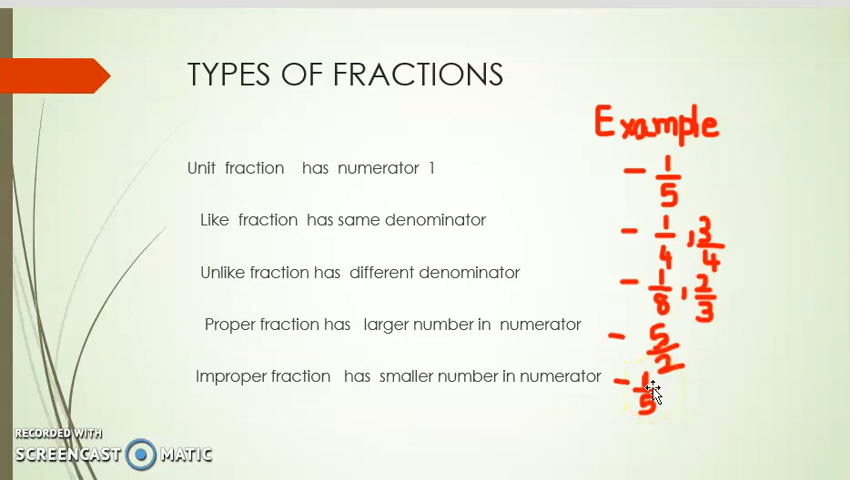 TYPES OF FRACTIONS
Example
Unit fraction has numerator 1 - 1/5
Like fraction has same denominator - 1/4 , 3/4
Unlike fraction has different denominator - 1/8 , 2/3
Proper fraction has larger number in numerator - 5/2
Improper fraction has smaller number in numerator - 1/5
RECORDED WITH
SCREENCAST MATIC